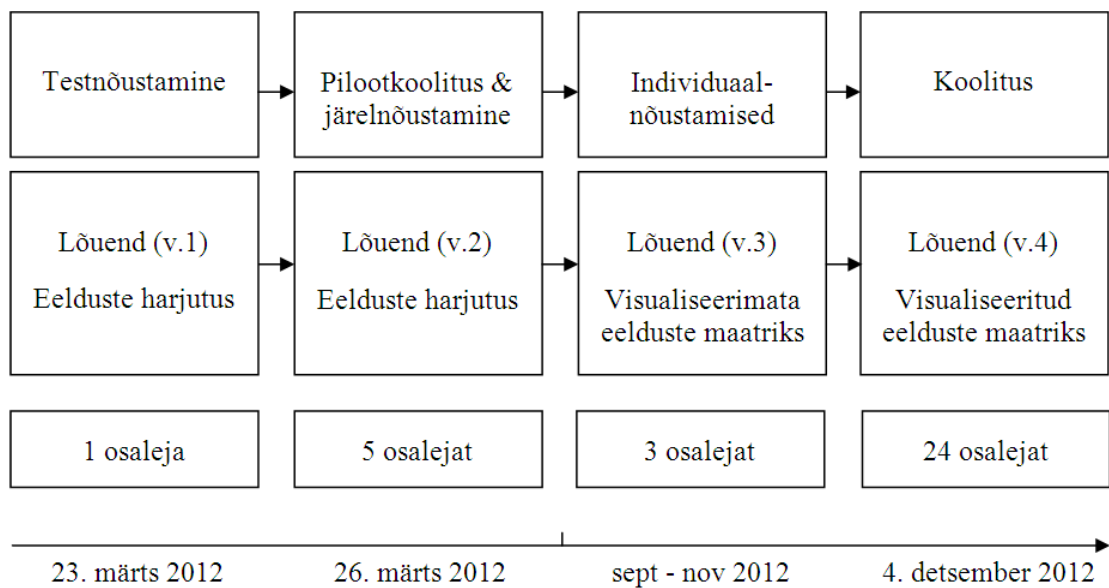 Testnõustamine
Pilootkoolitus &
järelnõustamine
Individuaal-
nõustamised
Koolitus
Lõuend (v.1)
Eelduste harjutus
Lõuend (v.2)
Eelduste harjutus
Lõuend (v.3)
Visualiseerimata
eelduste maatriks
Lõuend (v.4)
Visualiseeritud
eelduste maatriks
1 osaleja
5 osalejat
3 osalejat
24 osalejat
23. märts 2012
26. märts 2012
sept - nov 2012
4. detsember 2012